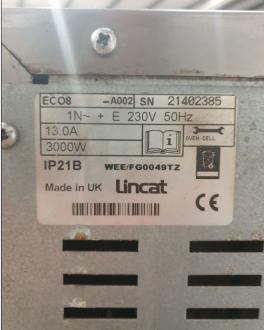 ECO8 -A002 SN 21402385
1N~ + E 230V 50Hz
13.0A
OVEN-CELL
3000W
IP21B WEE/FG0049TZ
Made in UK Lincat CE